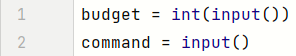 1 budget = int(input())
2 command = input()